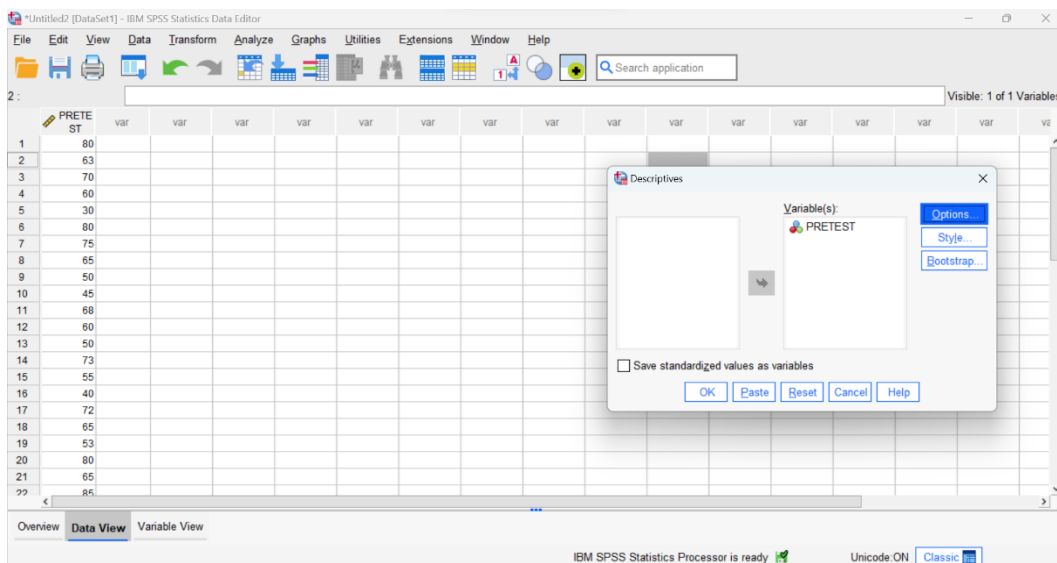 *Untitled2 [DataSet1] - IBM SPSS Statistics Data Editor
File Edit View Data Transform Analyze Graphs Utilities Extensions Window Help
Search application
2 :
Visible: 1 of 1 Variables
PRETEST var var var var var var var var var var var var var var var va
1 80
2 63
3 70
4 60
5 30
6 80
7 75
8 65
9 50
10 45
11 68
12 60
13 50
14 73
15 55
16 40
17 72
18 65
19 53
20 80
21 65
22 85
Descriptives
Variable(s):
PRETEST
Options...
Style...
Bootstrap...
Save standardized values as variables
OK Paste Reset Cancel Help
Overview Data View Variable View
IBM SPSS Statistics Processor is ready Unicode:ON Classic